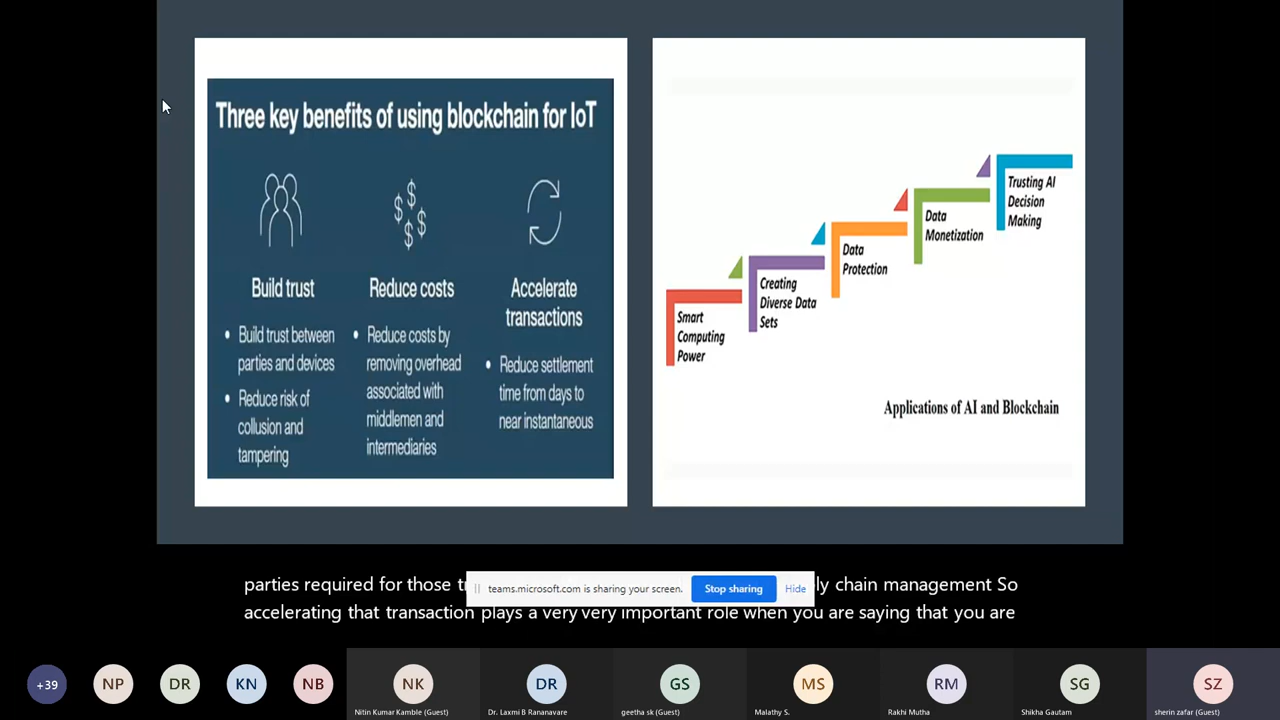 Three key benefits of using blockchain for IoT
Build trust
• Build trust between
parties and devices
• Reduce risk of
collusion and
tampering
Reduce costs
• Reduce costs by
removing overhead
associated with
middlemen and
intermediaries
Accelerate
transactions
• Reduce settlement
time from days to
near instantaneous
Smart
Computing
Power
Creating
Diverse Data
Sets
Data
Protection
Data
Monetization
Trusting AI
Decision
Making
Applications of AI and Blockchain
parties required for those chain management So
teams.microsoft.com is sharing your screen.
Stop sharing
Hide
accelerating that transaction plays a very very important role when you are saying that you are
+39
NP
DR
KN
NB
NK
Nitin Kumar Kamble (Guest)
DR
Dr. Laxmi B Rananavare
GS
geetha sk (Guest)
MS
Malathy S.
RM
Rakhi Mutha
SG
Shikha Gautam
SZ
sherin zafar (Guest)